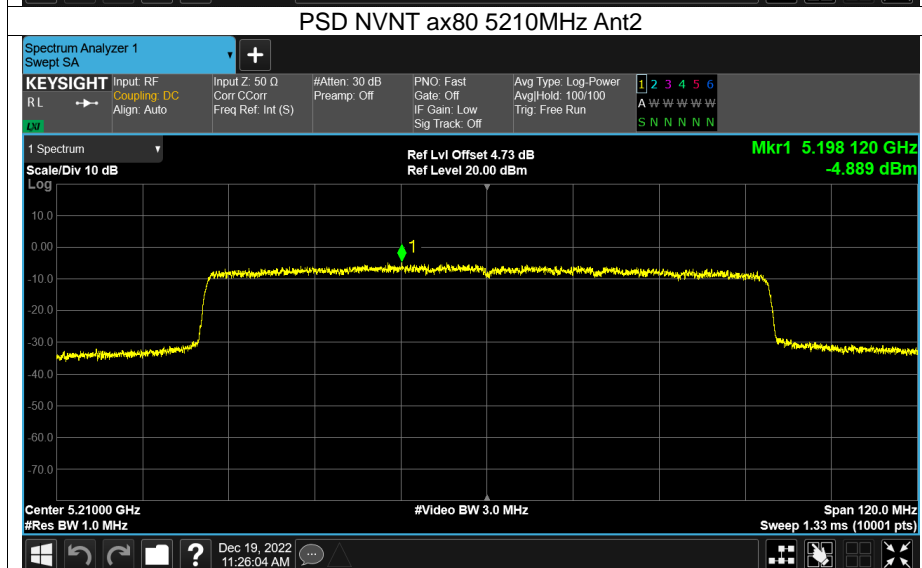 PSD NVNT ax80 5210MHz Ant2
Spectrum Analyzer 1
Swept SA
+
KEYSIGHT
RL
LXI
Input: RF
Coupling: DC
Align: Auto
Input Z: 50 Ω
Corr CCorr
Freq Ref: Int (S)
#Atten: 30 dB
Preamp: Off
PNO: Fast
Gate: Off
IF Gain: Low
Sig Track: Off
Avg Type: Log-Power
Avg|Hold: 100/100
Trig: Free Run
1 2 3 4 5 6
A W W W W W
S N N N N N
1 Spectrum
Scale/Div 10 dB
Log
Ref Lvl Offset 4.73 dB
Ref Level 20.00 dBm
Mkr1 5.198 120 GHz
-4.889 dBm
10.0
0.00
-10.0
-20.0
-30.0
-40.0
-50.0
-60.0
-70.0
1
Center 5.21000 GHz
#Res BW 1.0 MHz
#Video BW 3.0 MHz
Span 120.0 MHz
Sweep 1.33 ms (10001 pts)
?
Dec 19, 2022
11:26:04 AM